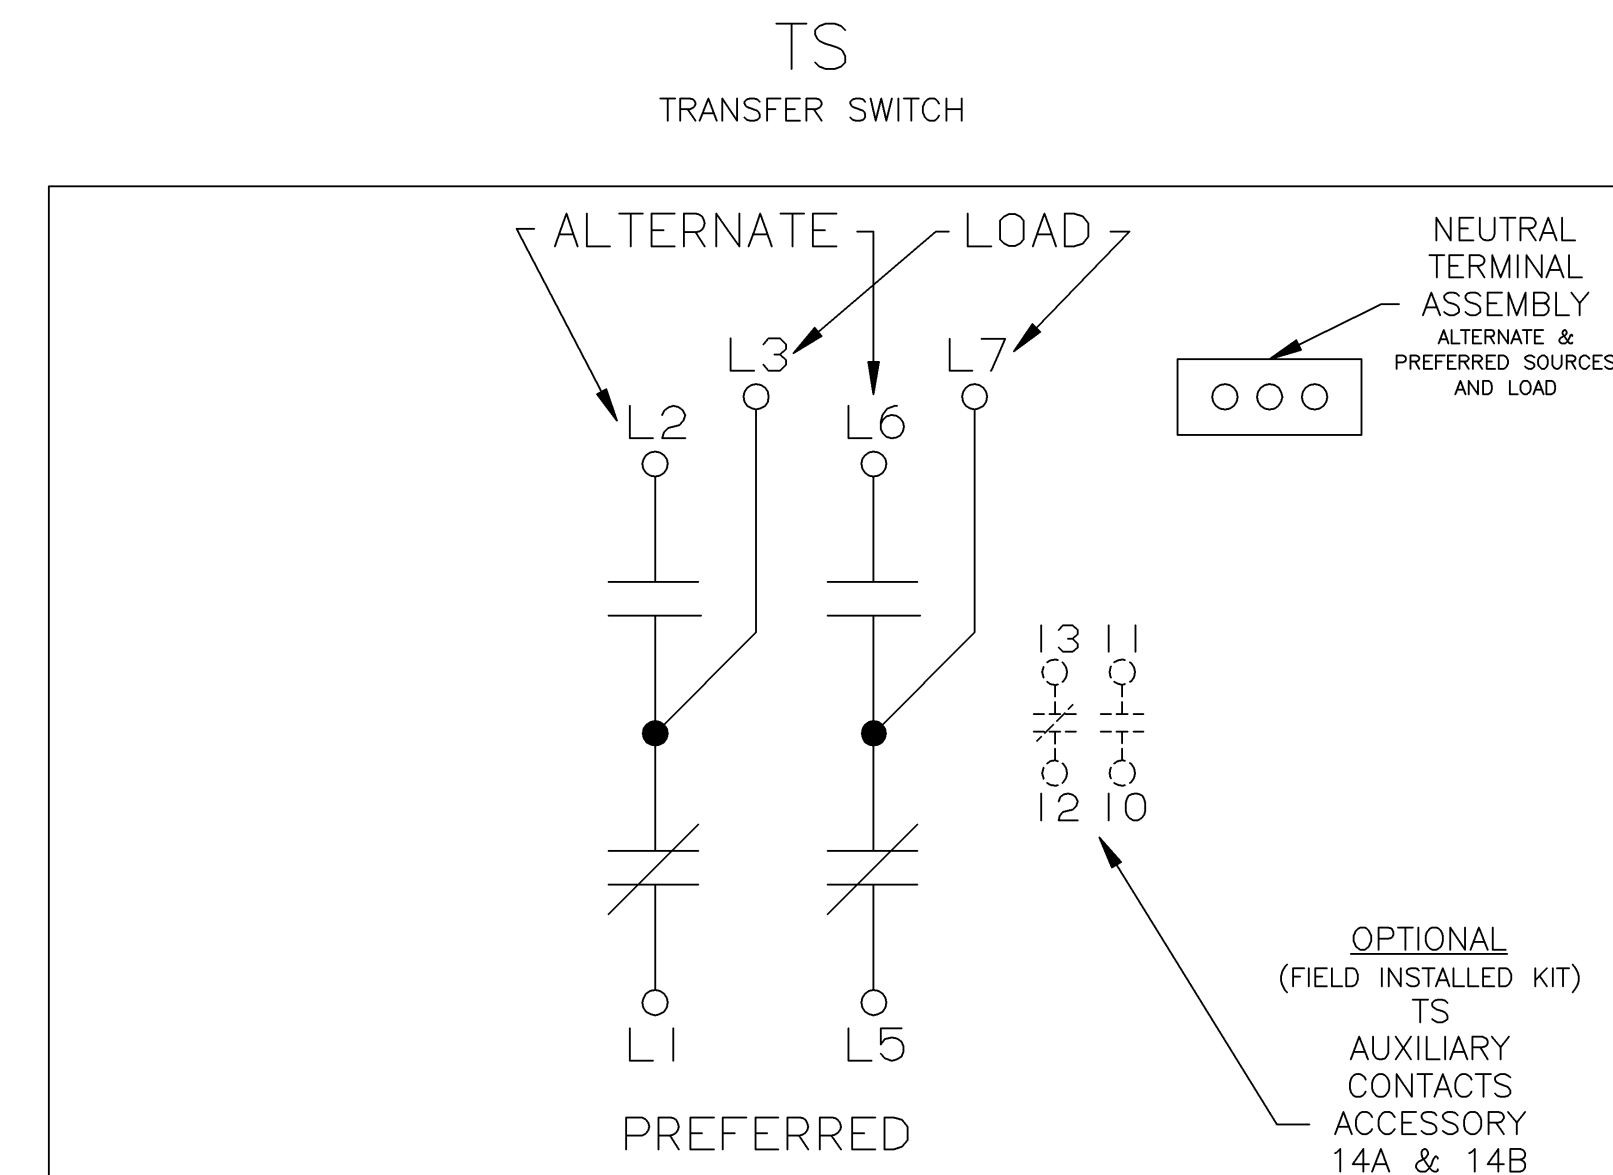 TS
TRANSFER SWITCH
ALTERNATE
LOAD
NEUTRAL
TERMINAL
ASSEMBLY
ALTERNATE &
PREFERRED SOURCES
AND LOAD
L3
L7
L2
L6
13 11
12 10
L1
L5
PREFERRED
OPTIONAL
(FIELD INSTALLED KIT)
TS
AUXILIARY
CONTACTS
ACCESSORY
14A & 14B